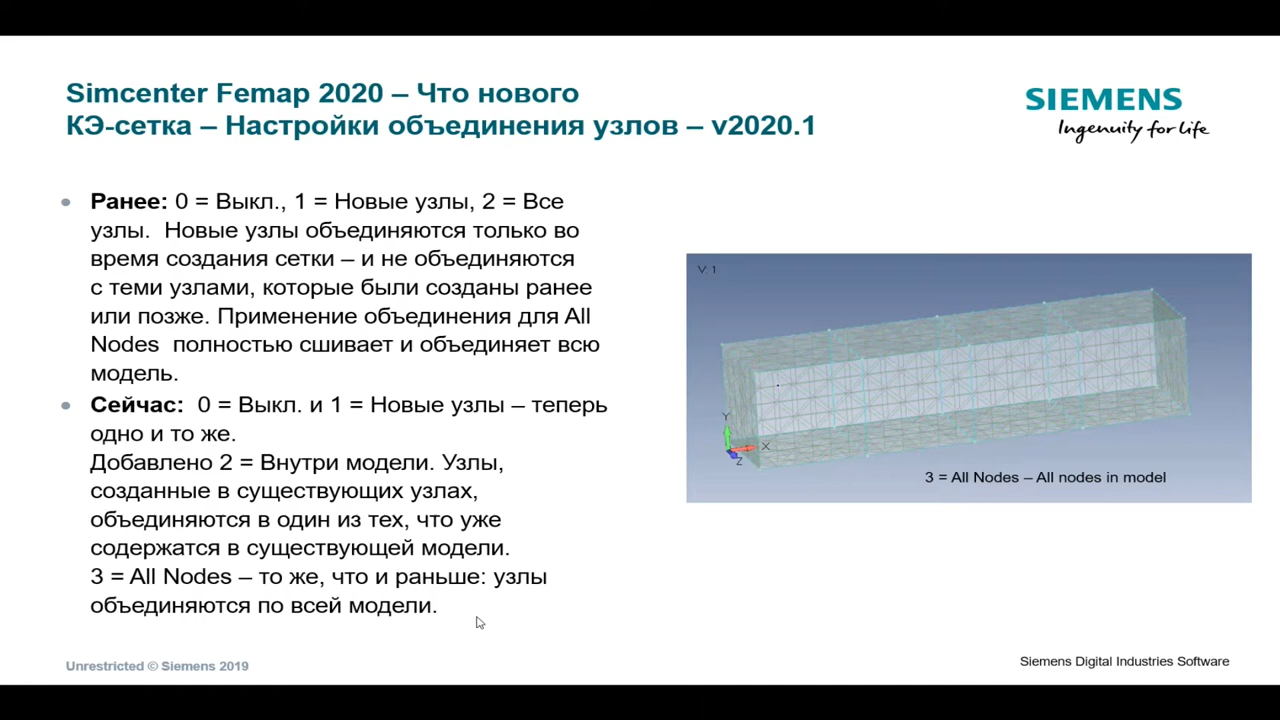 Simcenter Femap 2020 – Что нового
КЭ-сетка – Настройки объединения узлов – v2020.1
SIEMENS
Ingenuity for life
Ранее: 0 = Выкл., 1 = Новые узлы, 2 = Все
узлы. Новые узлы объединяются только во
время создания сетки – и не объединяются
с теми узлами, которые были созданы ранее
или позже. Применение объединения для All
Nodes полностью сшивает и объединяет всю
модель.
Сейчас: 0 = Выкл. и 1 = Новые узлы – теперь
одно и то же.
Добавлено 2 = Внутри модели. Узлы,
созданные в существующих узлах,
объединяются в один из тех, что уже
содержатся в существующей модели.
3 = All Nodes – то же, что и раньше: узлы
объединяются по всей модели.
V: 1
Y
X
Z
3 = All Nodes – All nodes in model
Unrestricted © Siemens 2019
Siemens Digital Industries Software